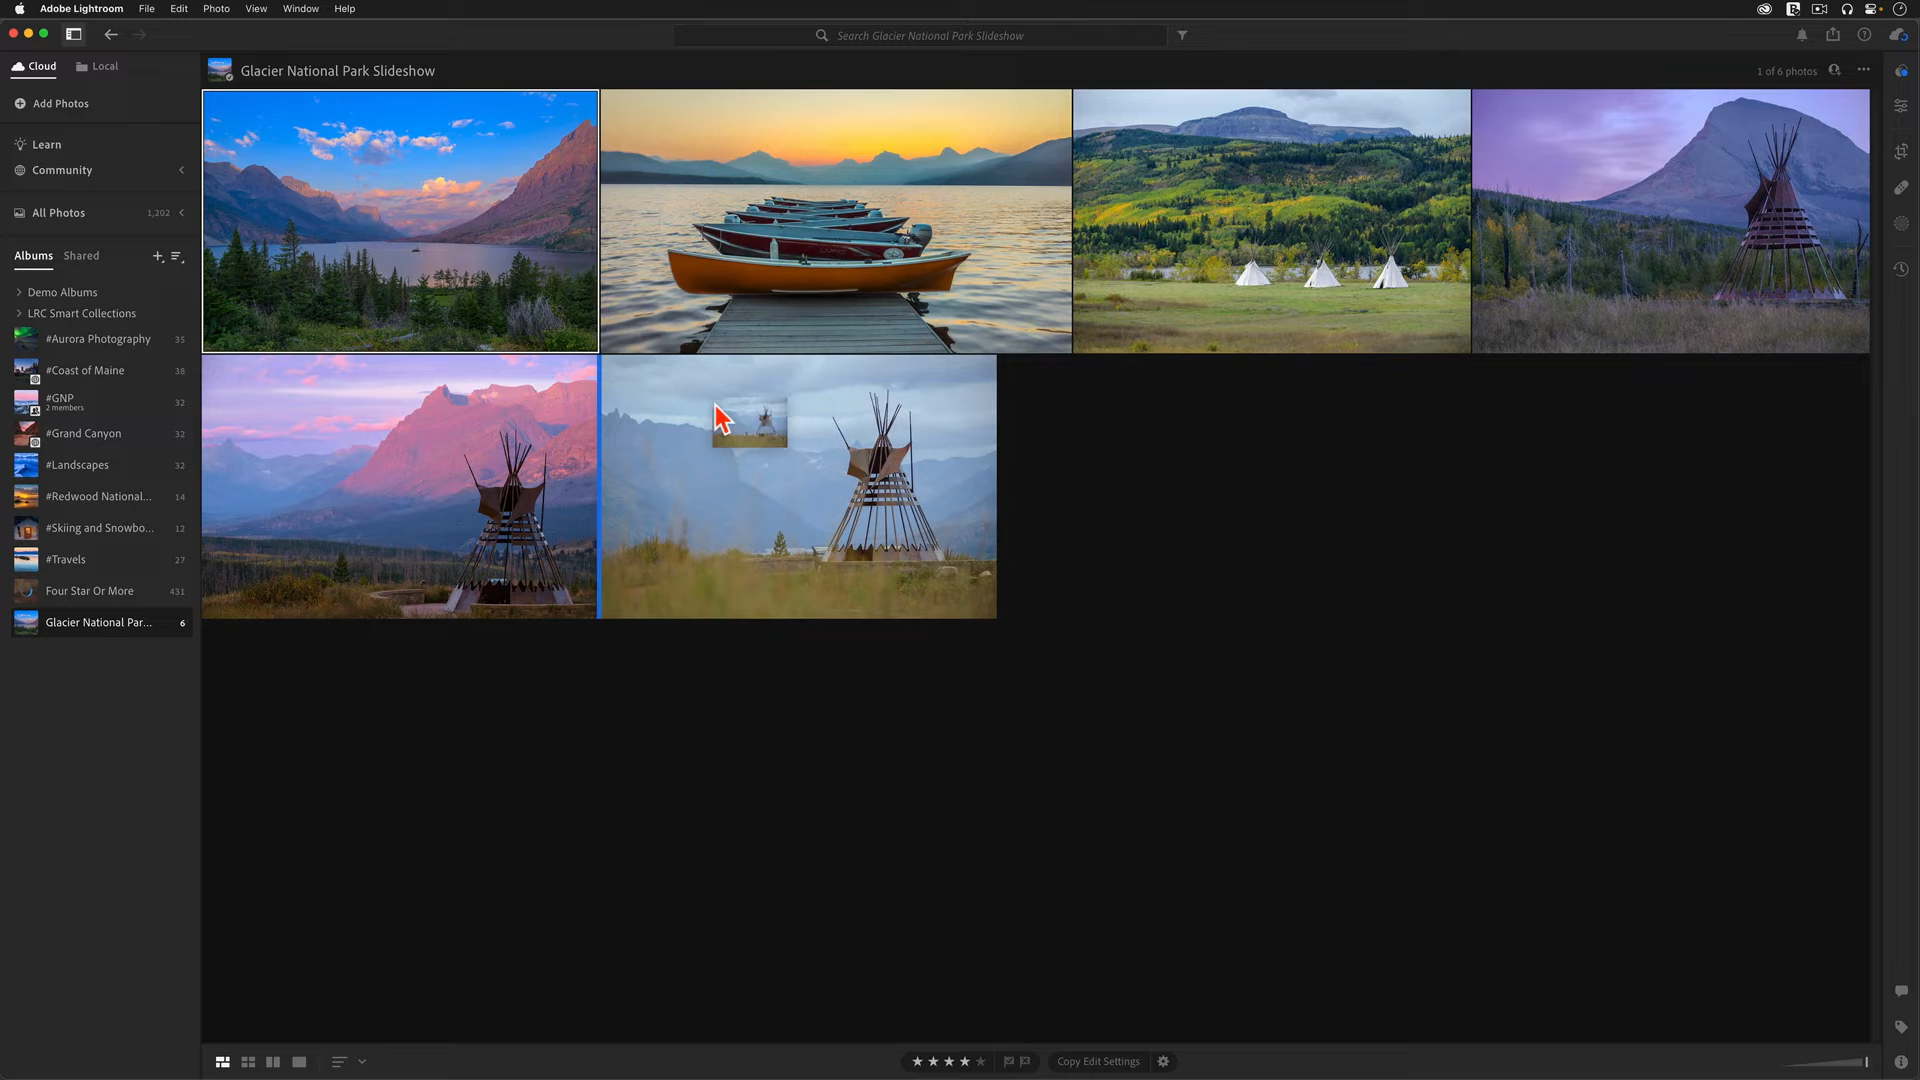 Adobe Lightroom File Edit Photo View Window Help
Search Glacier National Park Slideshow
Cloud Local
Glacier National Park Slideshow
1 of 6 photos
Add Photos
Learn
Community
All Photos 1,202
Albums Shared
Demo Albums
LRC Smart Collections
#Aurora Photography 35
#Coast of Maine 38
#GNP 32
2 members
#Grand Canyon 32
#Landscapes 32
#Redwood National... 14
#Skiing and Snowbo... 12
#Travels 27
Four Star Or More 431
Glacier National Par... 6
Copy Edit Settings